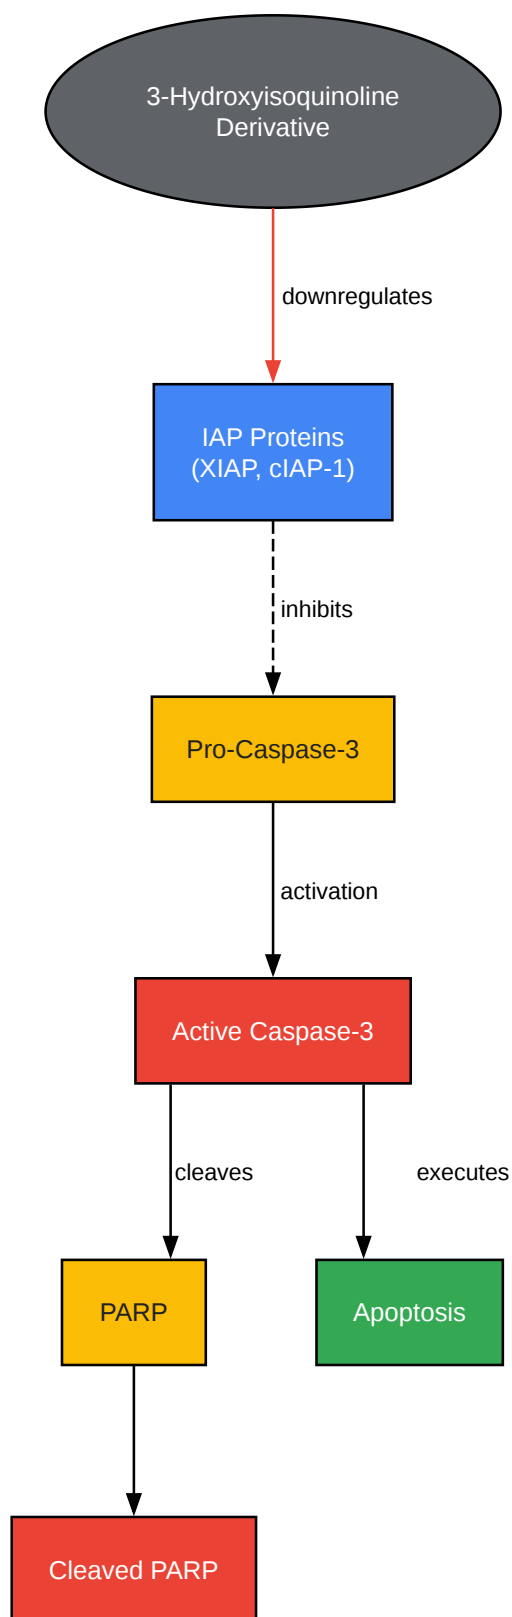 3-Hydroxyisoquinoline
Derivative
downregulates
IAP Proteins
(XIAP, cIAP-1)
inhibits
Pro-Caspase-3
activation
Active Caspase-3
cleaves
executes
PARP
Apoptosis
Cleaved PARP